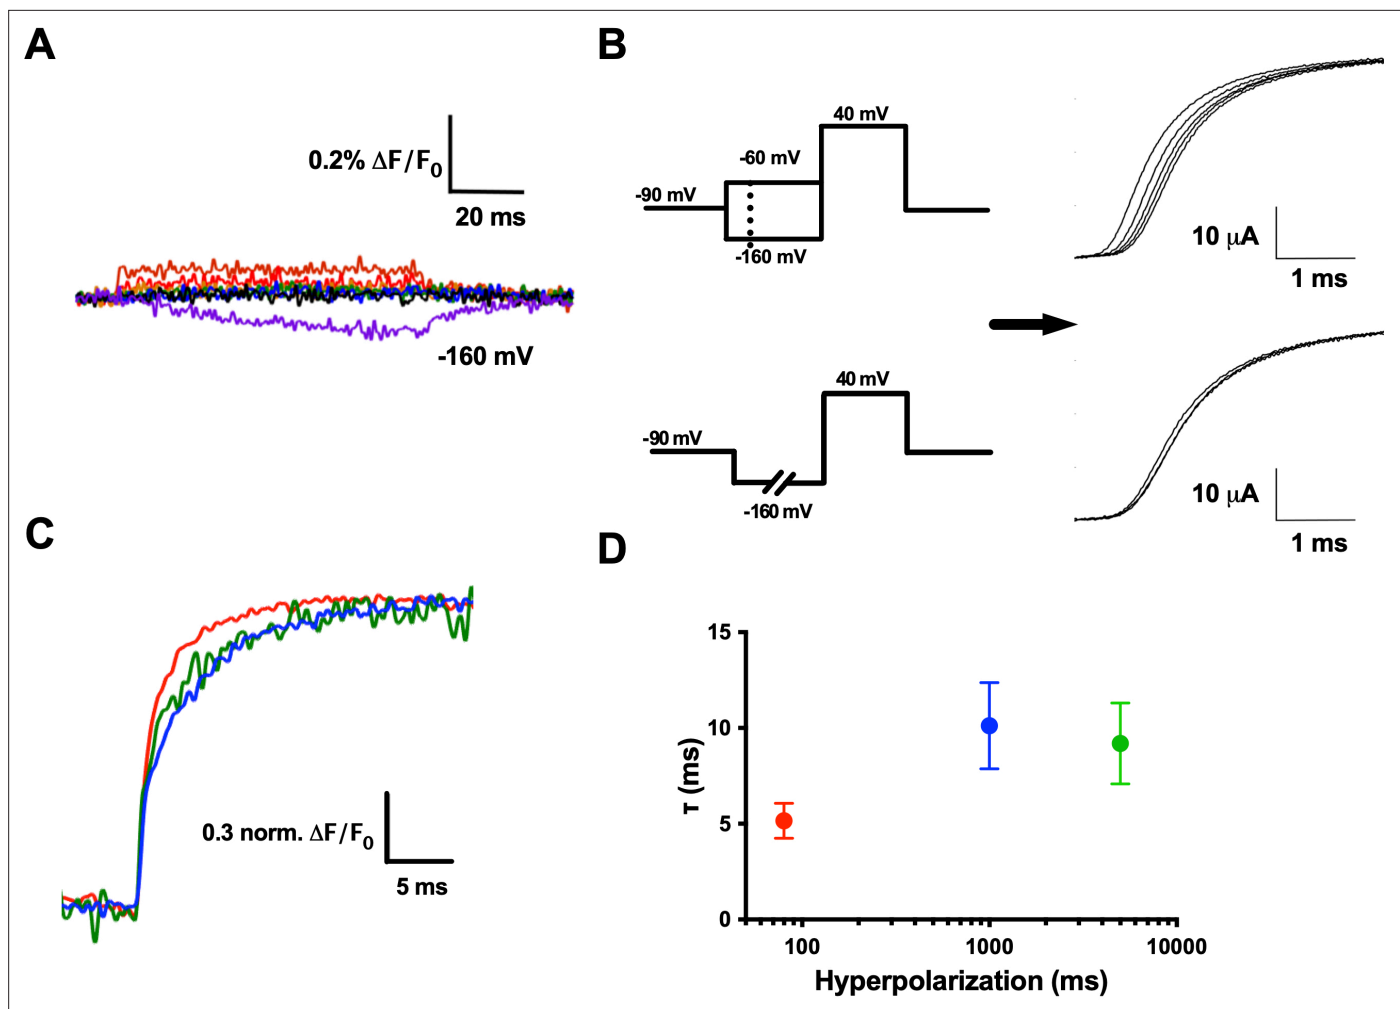 A
0.2% ΔF/F0
20 ms
-160 mV
B
40 mV
-60 mV
-90 mV
-160 mV
10 µA
1 ms
40 mV
-90 mV
-160 mV
10 µA
1 ms
C
0.3 norm. ΔF/F0
5 ms
D
15
10
5
0
τ (ms)
100
1000
10000
Hyperpolarization (ms)